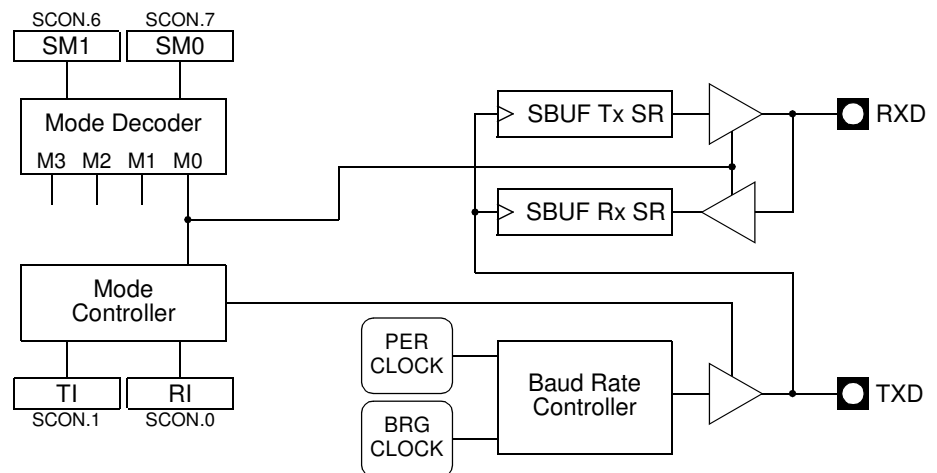 SCON.6 SCON.7
SM1 SM0
Mode Decoder
M3 M2 M1 M0
SBUF Tx SR
RXD
SBUF Rx SR
Mode
Controller
TI RI
SCON.1 SCON.0
PER
CLOCK
BRG
CLOCK
Baud Rate
Controller
TXD